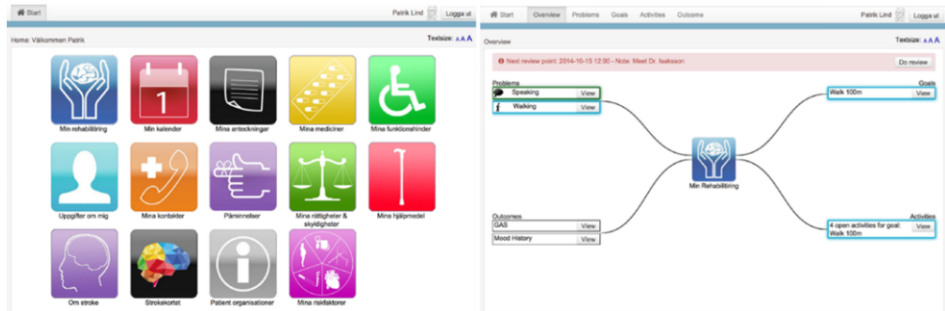 Start
Patrik Lind
Logga ut
Home: Välkommen Patrik
Textsize: A A A
1
Min rehabilitering
Min kalender
Mina anteckningar
Mina mediciner
Mina funktionshinder
Uppgifter om mig
Mina kontakter
Påminnelser
Mina rättigheter &
skyldigheter
Mina hjälpmedel
Om stroke
Strokekortet
Patient organisationer
Mina riskfaktorer
Start
Overview
Problems
Goals
Activities
Outcome
Patrik Lind
Logga ut
Overview
Textsize: A A A
Next review point: 2014-10-15 12:00 - Note: Meet Dr. Isaksson
Do review
Problems
Speaking View
Walking View
Goals
Walk 100m View
Min Rehabilitering
Outcomes
GAS View
Mood History View
Activities
4 open activities for goal: View
Walk 100m